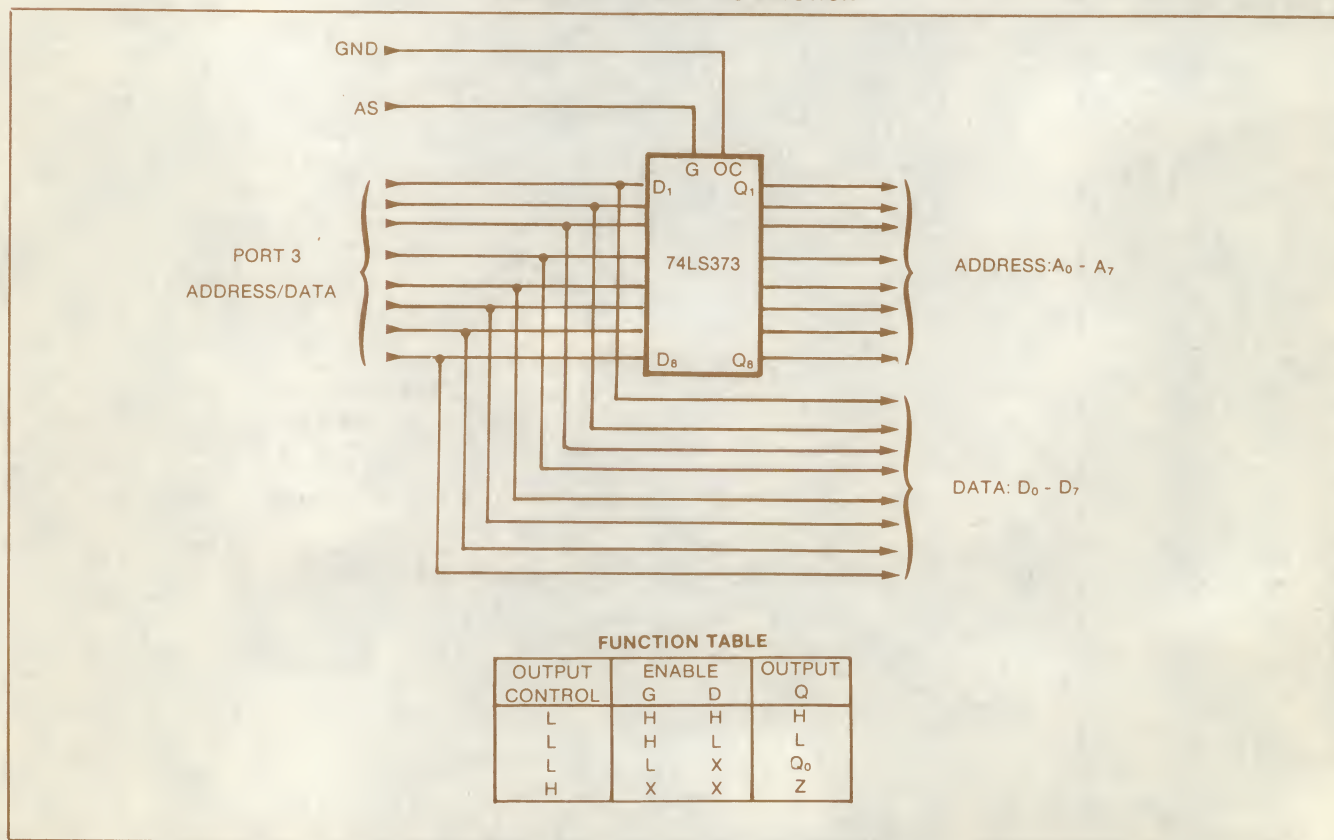 GND
AS
G OC
D₁ Q₁
PORT 3
ADDRESS/DATA
74LS373
ADDRESS:A₀ - A₇
D₈ Q₈
DATA: D₀ - D₇
FUNCTION TABLE
OUTPUT CONTROL ENABLE G D OUTPUT Q
L H H H
L H L L
L L X Q₀
H X X Z